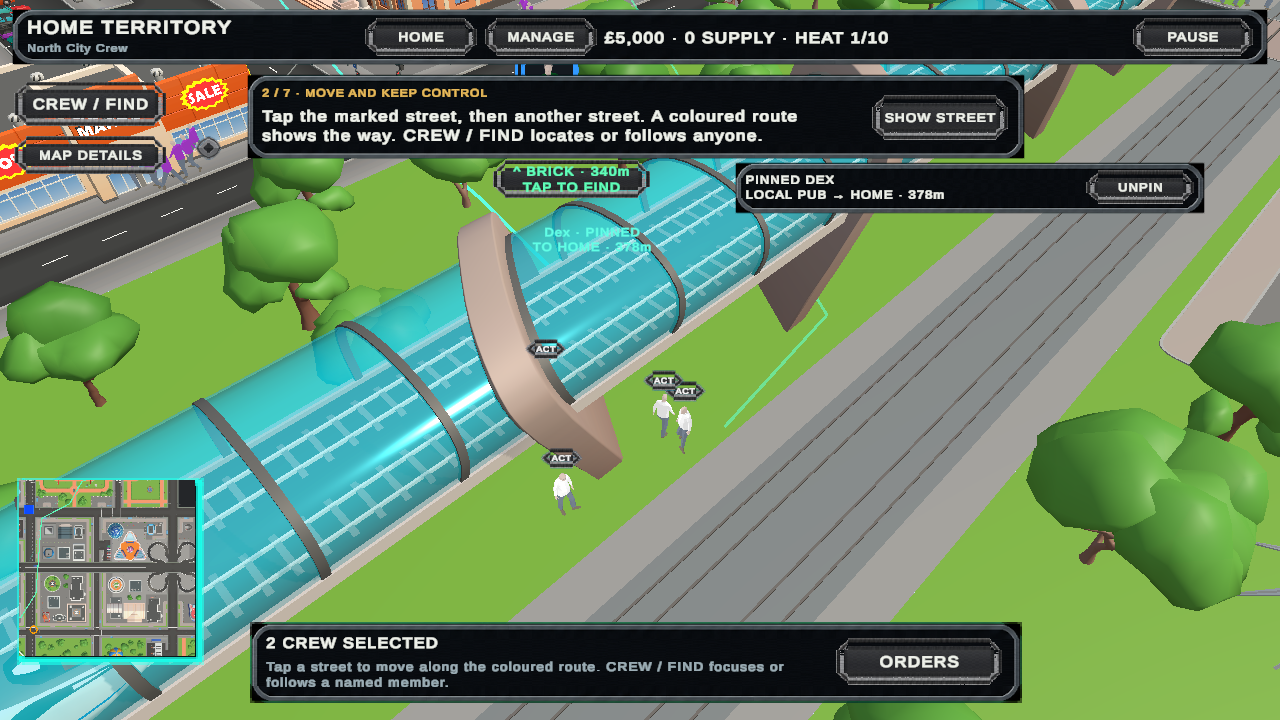 HOME TERRITORY
North City Crew
HOME
MANAGE
£5,000 · 0 SUPPLY · HEAT 1/10
PAUSE
CREW / FIND
MAP DETAILS
SALE
2 / 7 · MOVE AND KEEP CONTROL
Tap the marked street, then another street. A coloured route
shows the way. CREW / FIND locates or follows anyone.
SHOW STREET
^ BRICK · 340m
TAP TO FIND
PINNED DEX
LOCAL PUB → HOME · 378m
UNPIN
Dex · PINNED
TO HOME · 378m
ACT
ACT
ACT
ACT
2 CREW SELECTED
Tap a street to move along the coloured route. CREW / FIND focuses or
follows a named member.
ORDERS